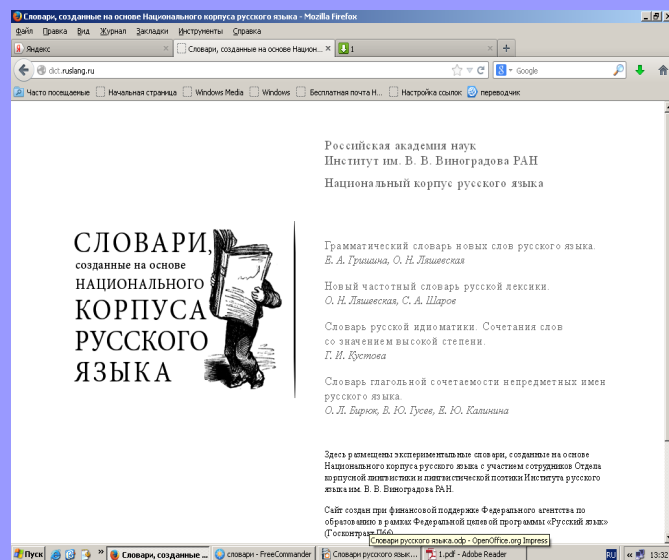 Словари, созданные на основе Национального корпуса русского языка - Mozilla Firefox
Файл Правка Вид Журнал Закладки Инструменты Справка
Яндекс
Словари, созданные на основе Национ...
1
dict.ruslang.ru
Google
Часто посещаемые Начальная страница Windows Media Windows Бесплатная почта H... Настройка ссылок переводчик
Российская академия наук
Институт им. В. В. Виноградова РАН
Национальный корпус русского языка
СЛОВАРИ,
созданные на основе
НАЦИОНАЛЬНОГО
КОРПУСА
РУССКОГО
ЯЗЫКА
Грамматический словарь новых слов русского языка.
Е. А. Гришина, О. Н. Ляшевская
Новый частотный словарь русской лексики.
О. Н. Ляшевская, С. А. Шаров
Словарь русской идиоматики. Сочетания слов
со значением высокой степени.
Г. И. Кустова
Словарь глагольной сочетаемости непредметных имен
русского языка.
О. Л. Бирюк, В. Ю. Гусев, Е. Ю. Калинина
Здесь размещены экспериментальные словари, созданные на основе
Национального корпуса русского языка с участием сотрудников Отдела
корпусной лингвистики и лингвистической поэтики Института русского
языка им. В. В. Виноградова РАН.
Сайт создан при финансовой поддержке Федерального агентства по
образованию в рамках Федеральной целевой программы «Русский язык»
(Госконтракт П66)
Словари русского языка.odp - OpenOffice.org Impress
Пуск
Словари, созданные ...
словари - FreeCommander
Словари русского язык...
1.pdf - Adobe Reader
RU
13:32